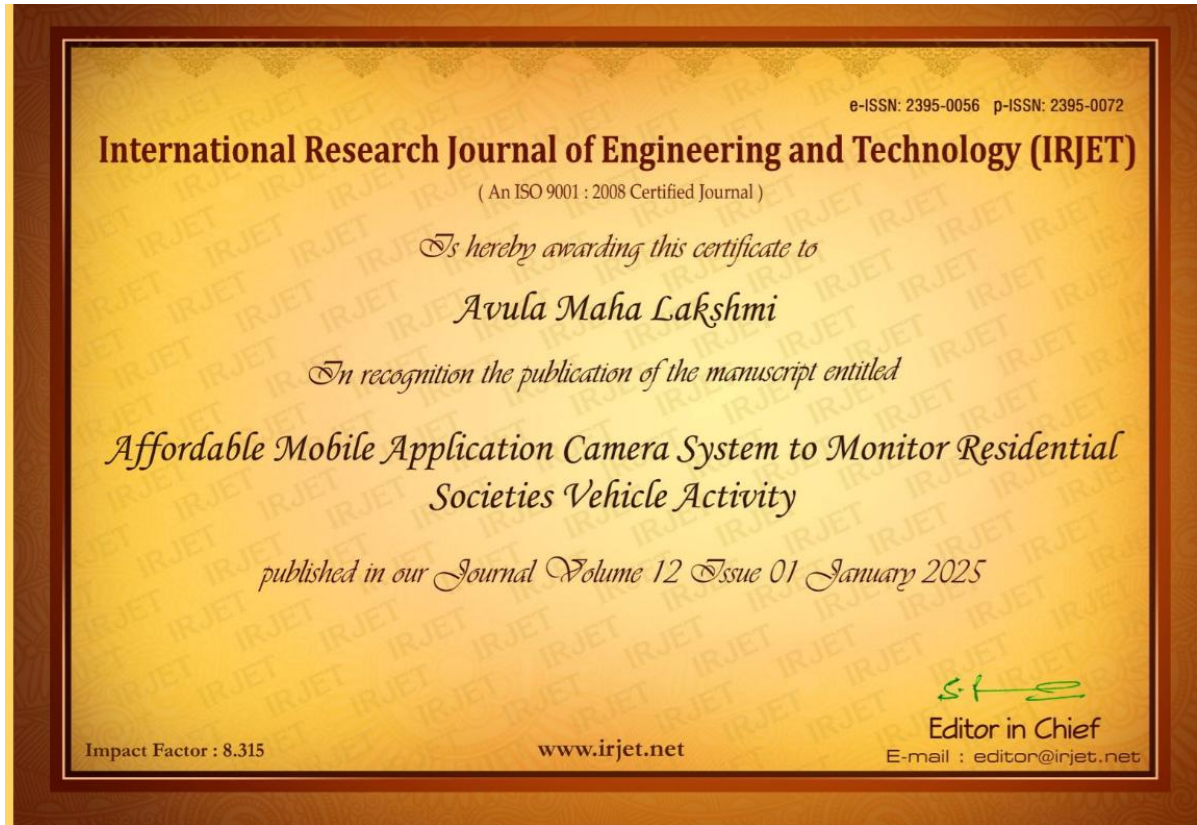 e-ISSN: 2395-0056 p-ISSN: 2395-0072
International Research Journal of Engineering and Technology (IRJET)
( An ISO 9001 : 2008 Certified Journal )
Is hereby awarding this certificate to
Avula Maha Lakshmi
In recognition the publication of the manuscript entitled
Affordable Mobile Application Camera System to Monitor Residential
Societies Vehicle Activity
published in our Journal Volume 12 Issue 01 January 2025
Editor in Chief
Impact Factor : 8.315
www.irjet.net
E-mail : editor@irjet.net